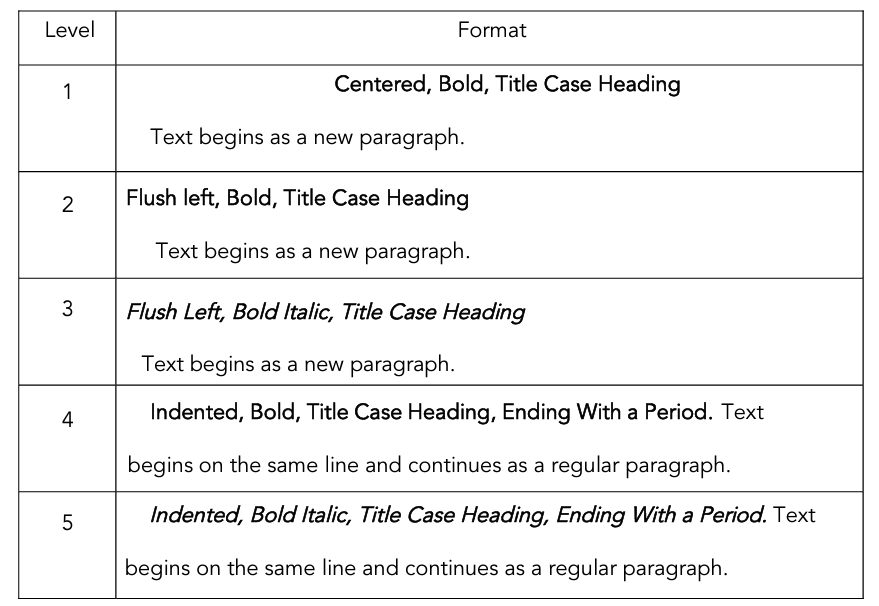 Level Format
Centered, Bold, Title Case Heading
1
Text begins as a new paragraph.
Flush left, Bold, Title Case Heading
2
Text begins as a new paragraph.
3
Flush Left, Bold Italic, Title Case Heading
Text begins as a new paragraph.
4
Indented, Bold, Title Case Heading, Ending With a Period. Text
begins on the same line and continues as a regular paragraph.
5
Indented, Bold Italic, Title Case Heading, Ending With a Period. Text
begins on the same line and continues as a regular paragraph.